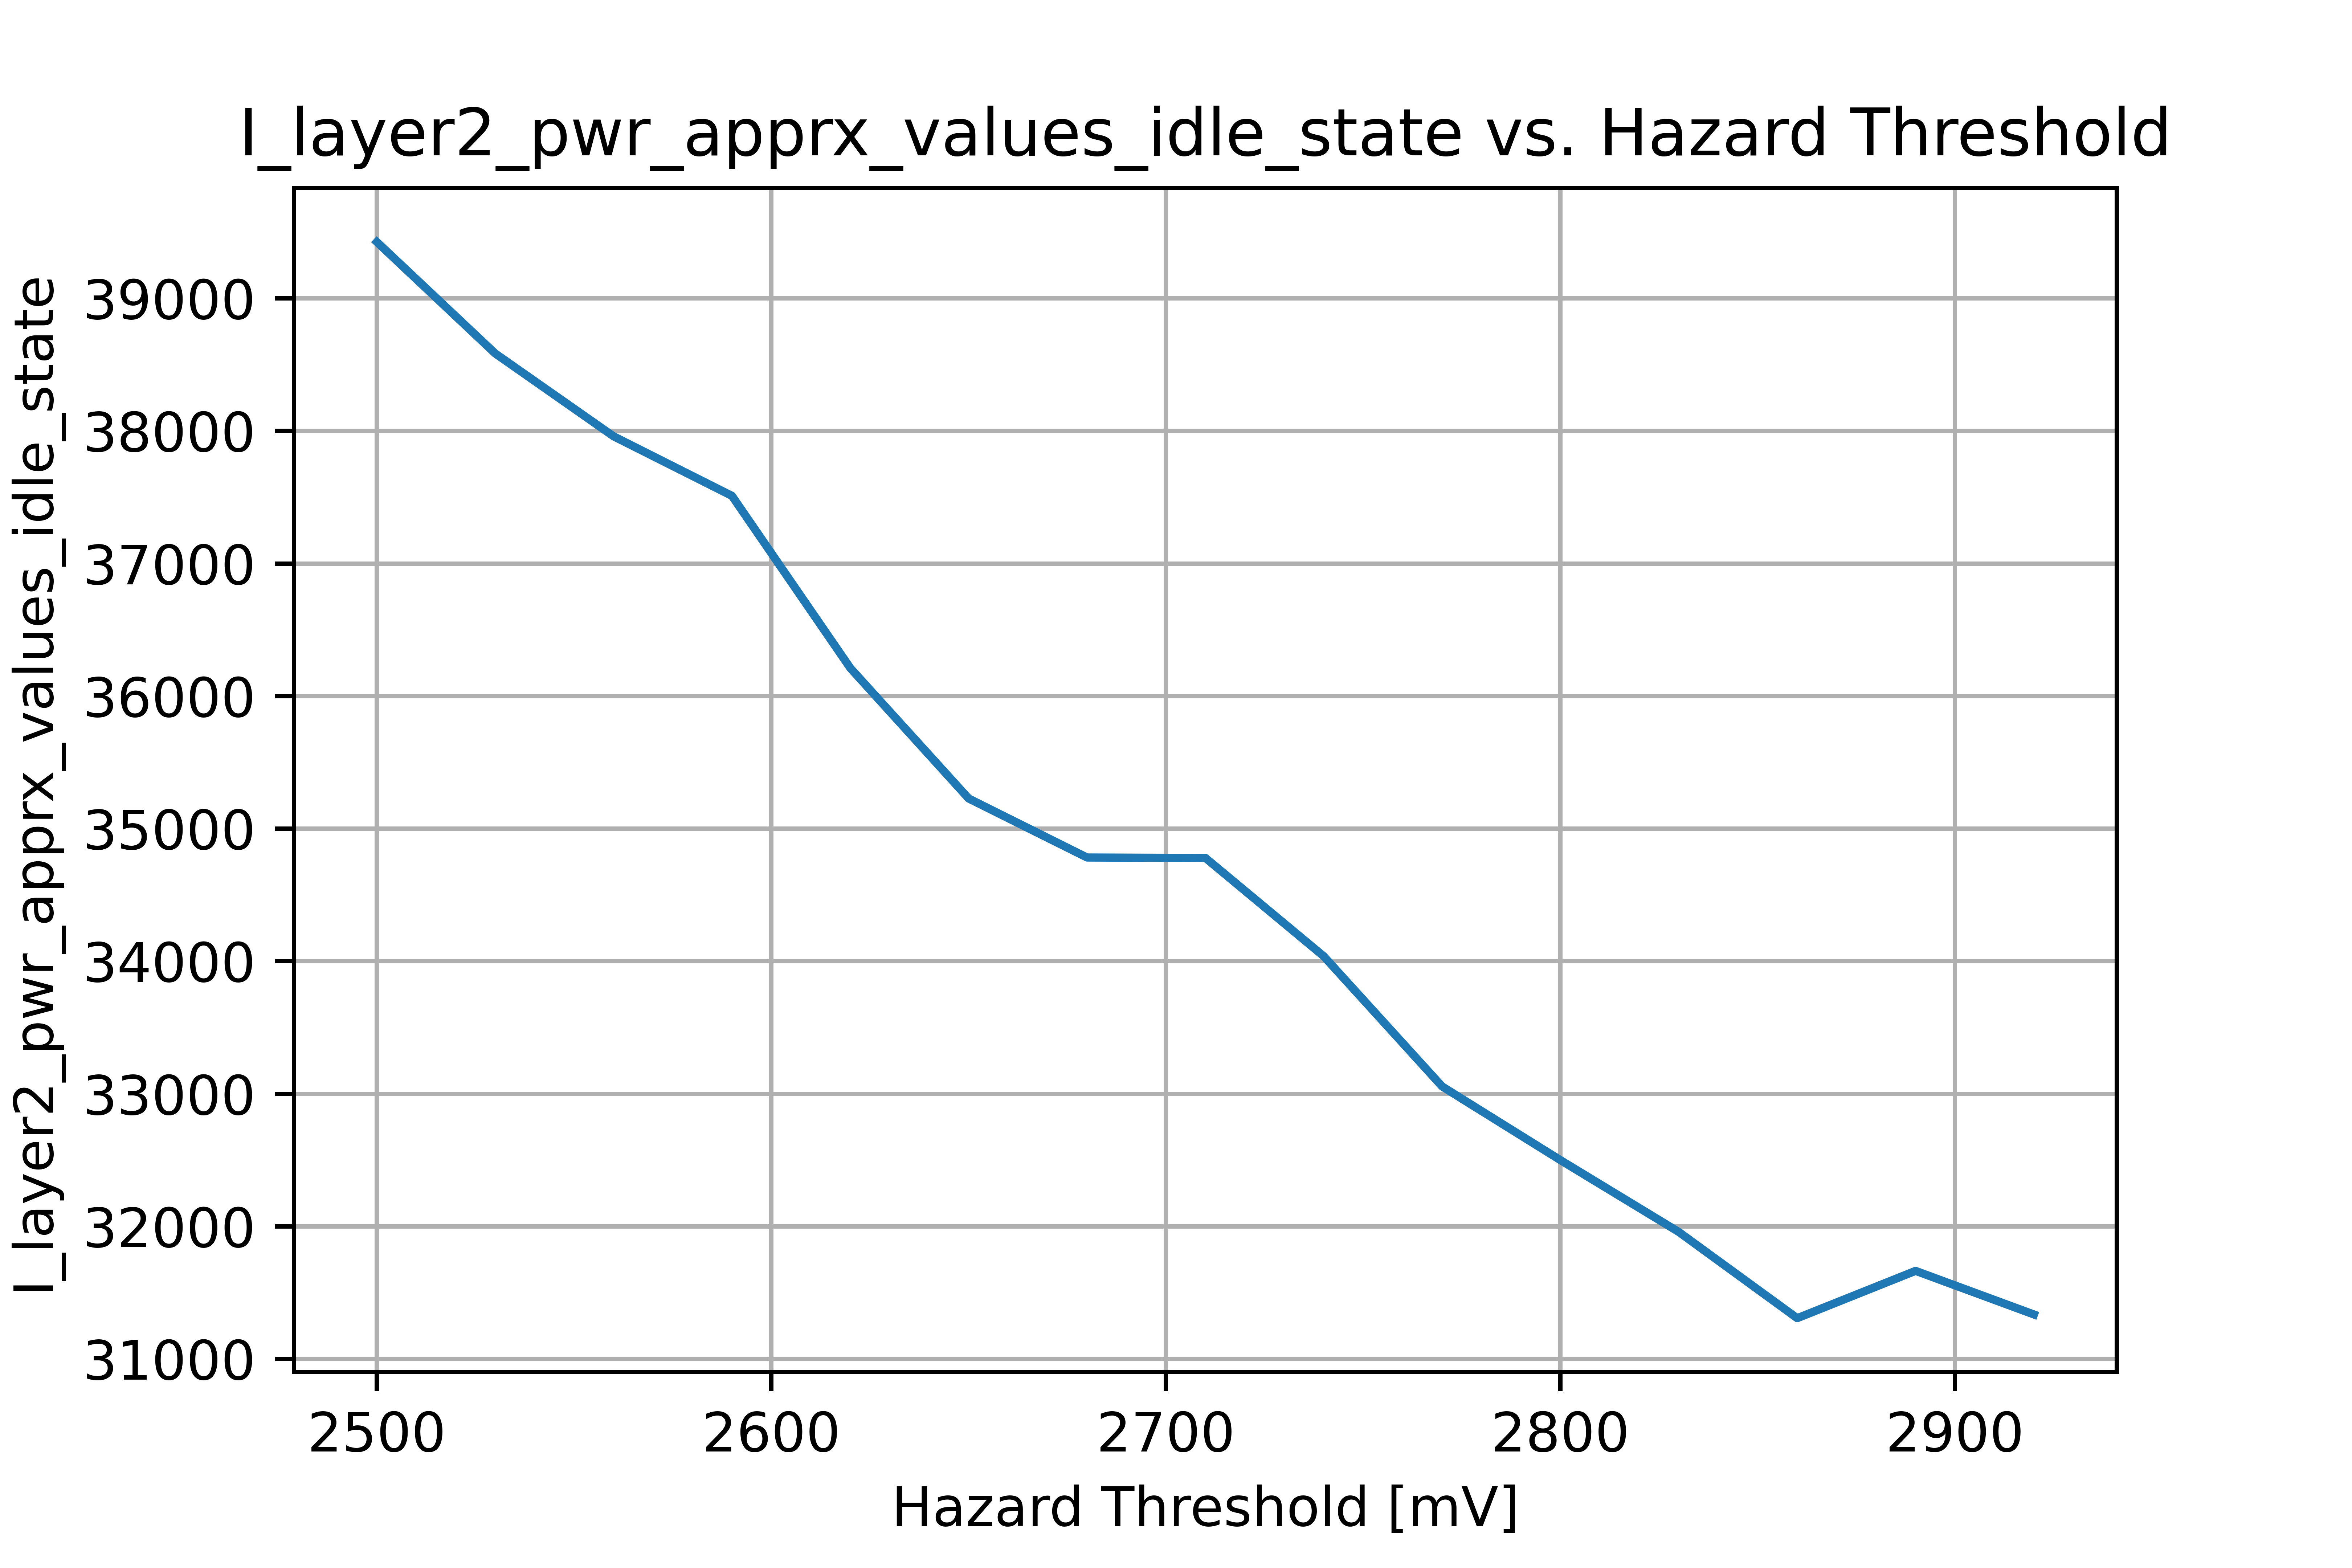 I_layer2_pwr_apprx_values_idle_state vs. Hazard Threshold
I_layer2_pwr_apprx_values_idle_state
39000
38000
37000
36000
35000
34000
33000
32000
31000
2500 2600 2700 2800 2900
Hazard Threshold [mV]